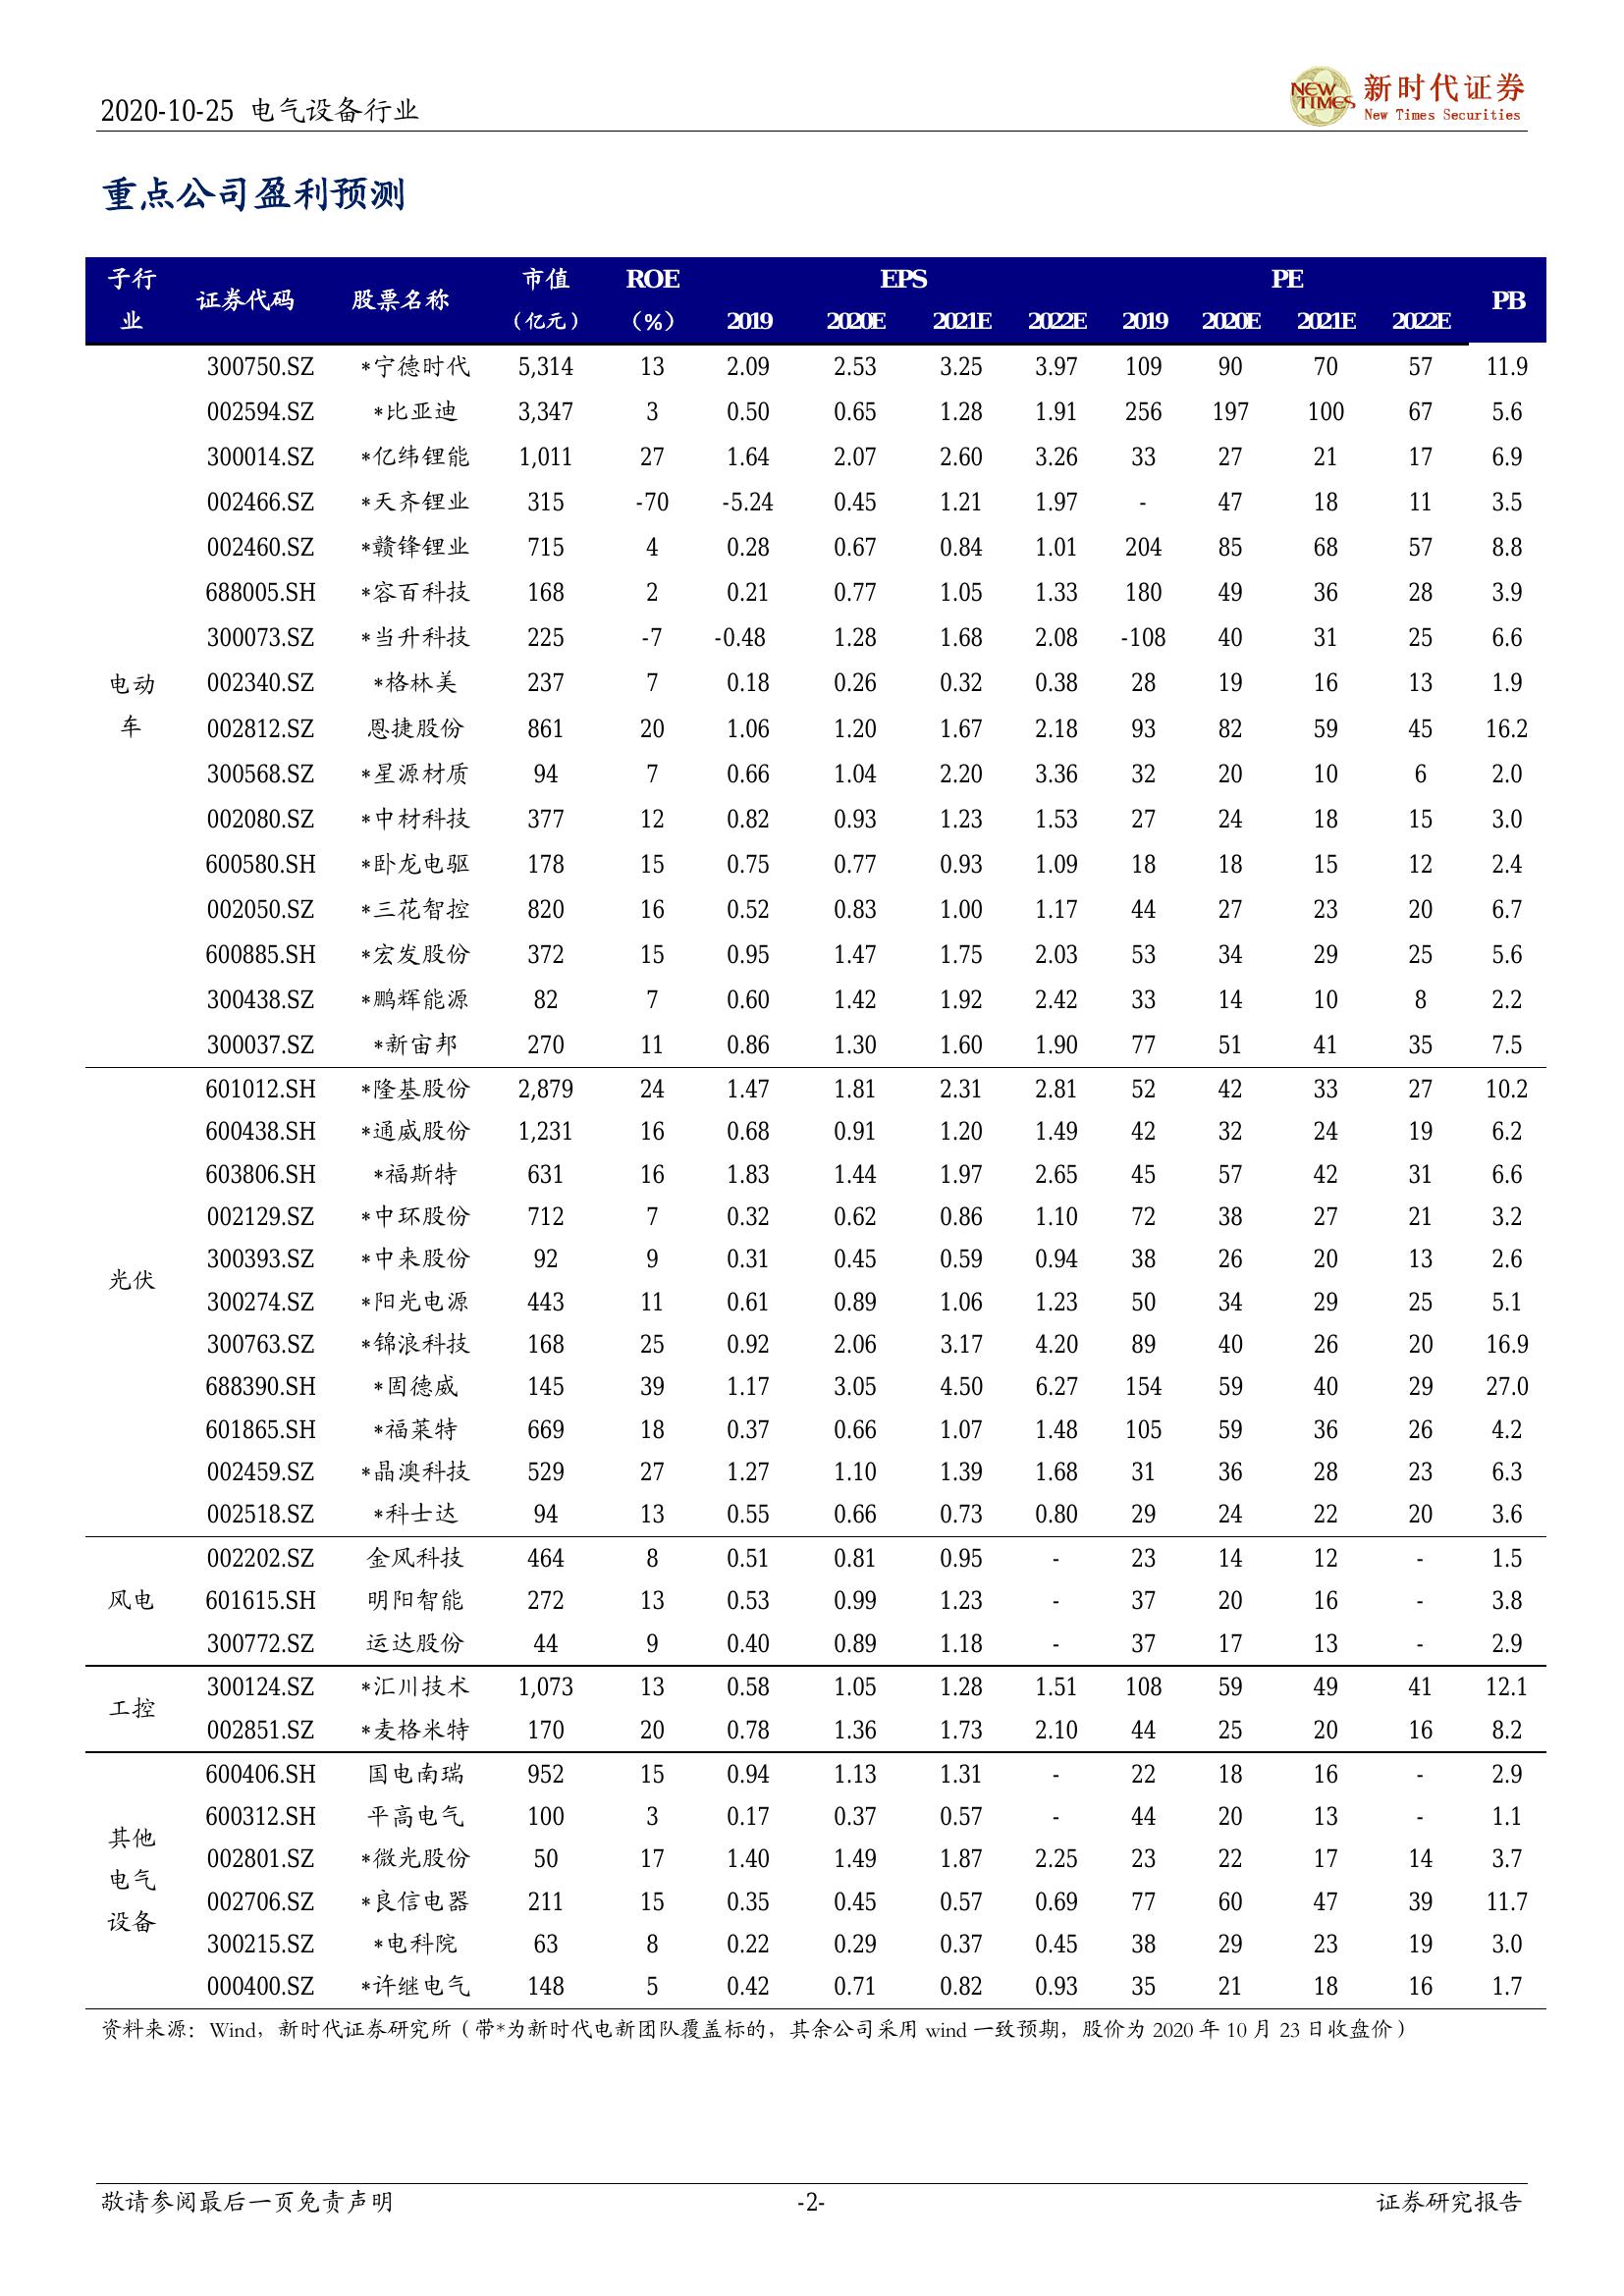 2020-10-25 电气设备行业
NEW TIMES 新时代证券
New Times Securities
重点公司盈利预测
子行业 证券代码 股票名称 市值（亿元） ROE（%） EPS PE PB
2019 2020E 2021E 2022E 2019 2020E 2021E 2022E
电动车
300750.SZ *宁德时代 5,314 13 2.09 2.53 3.25 3.97 109 90 70 57 11.9
002594.SZ *比亚迪 3,347 3 0.50 0.65 1.28 1.91 256 197 100 67 5.6
300014.SZ *亿纬锂能 1,011 27 1.64 2.07 2.60 3.26 33 27 21 17 6.9
002466.SZ *天齐锂业 315 -70 -5.24 0.45 1.21 1.97 - 47 18 11 3.5
002460.SZ *赣锋锂业 715 4 0.28 0.67 0.84 1.01 204 85 68 57 8.8
688005.SH *容百科技 168 2 0.21 0.77 1.05 1.33 180 49 36 28 3.9
300073.SZ *当升科技 225 -7 -0.48 1.28 1.68 2.08 -108 40 31 25 6.6
002340.SZ *格林美 237 7 0.18 0.26 0.32 0.38 28 19 16 13 1.9
002812.SZ 恩捷股份 861 20 1.06 1.20 1.67 2.18 93 82 59 45 16.2
300568.SZ *星源材质 94 7 0.66 1.04 2.20 3.36 32 20 10 6 2.0
002080.SZ *中材科技 377 12 0.82 0.93 1.23 1.53 27 24 18 15 3.0
600580.SH *卧龙电驱 178 15 0.75 0.77 0.93 1.09 18 18 15 12 2.4
002050.SZ *三花智控 820 16 0.52 0.83 1.00 1.17 44 27 23 20 6.7
600885.SH *宏发股份 372 15 0.95 1.47 1.75 2.03 53 34 29 25 5.6
300438.SZ *鹏辉能源 82 7 0.60 1.42 1.92 2.42 33 14 10 8 2.2
300037.SZ *新宙邦 270 11 0.86 1.30 1.60 1.90 77 51 41 35 7.5
光伏
601012.SH *隆基股份 2,879 24 1.47 1.81 2.31 2.81 52 42 33 27 10.2
600438.SH *通威股份 1,231 16 0.68 0.91 1.20 1.49 42 32 24 19 6.2
603806.SH *福斯特 631 16 1.83 1.44 1.97 2.65 45 57 42 31 6.6
002129.SZ *中环股份 712 7 0.32 0.62 0.86 1.10 72 38 27 21 3.2
300393.SZ *中来股份 92 9 0.31 0.45 0.59 0.94 38 26 20 13 2.6
300274.SZ *阳光电源 443 11 0.61 0.89 1.06 1.23 50 34 29 25 5.1
300763.SZ *锦浪科技 168 25 0.92 2.06 3.17 4.20 89 40 26 20 16.9
688390.SH *固德威 145 39 1.17 3.05 4.50 6.27 154 59 40 29 27.0
601865.SH *福莱特 669 18 0.37 0.66 1.07 1.48 105 59 36 26 4.2
002459.SZ *晶澳科技 529 27 1.27 1.10 1.39 1.68 31 36 28 23 6.3
002518.SZ *科士达 94 13 0.55 0.66 0.73 0.80 29 24 22 20 3.6
风电
002202.SZ 金风科技 464 8 0.51 0.81 0.95 - 23 14 12 - 1.5
601615.SH 明阳智能 272 13 0.53 0.99 1.23 - 37 20 16 - 3.8
300772.SZ 运达股份 44 9 0.40 0.89 1.18 - 37 17 13 - 2.9
工控
300124.SZ *汇川技术 1,073 13 0.58 1.05 1.28 1.51 108 59 49 41 12.1
002851.SZ *麦格米特 170 20 0.78 1.36 1.73 2.10 44 25 20 16 8.2
其他电气设备
600406.SH 国电南瑞 952 15 0.94 1.13 1.31 - 22 18 16 - 2.9
600312.SH 平高电气 100 3 0.17 0.37 0.57 - 44 20 13 - 1.1
002801.SZ *微光股份 50 17 1.40 1.49 1.87 2.25 23 22 17 14 3.7
002706.SZ *良信电器 211 15 0.35 0.45 0.57 0.69 77 60 47 39 11.7
300215.SZ *电科院 63 8 0.22 0.29 0.37 0.45 38 29 23 19 3.0
000400.SZ *许继电气 148 5 0.42 0.71 0.82 0.93 35 21 18 16 1.7
资料来源：Wind，新时代证券研究所（带*为新时代电新团队覆盖标的，其余公司采用 wind 一致预期，股价为 2020 年 10 月 23 日收盘价）
敬请参阅最后一页免责声明 -2- 证券研究报告